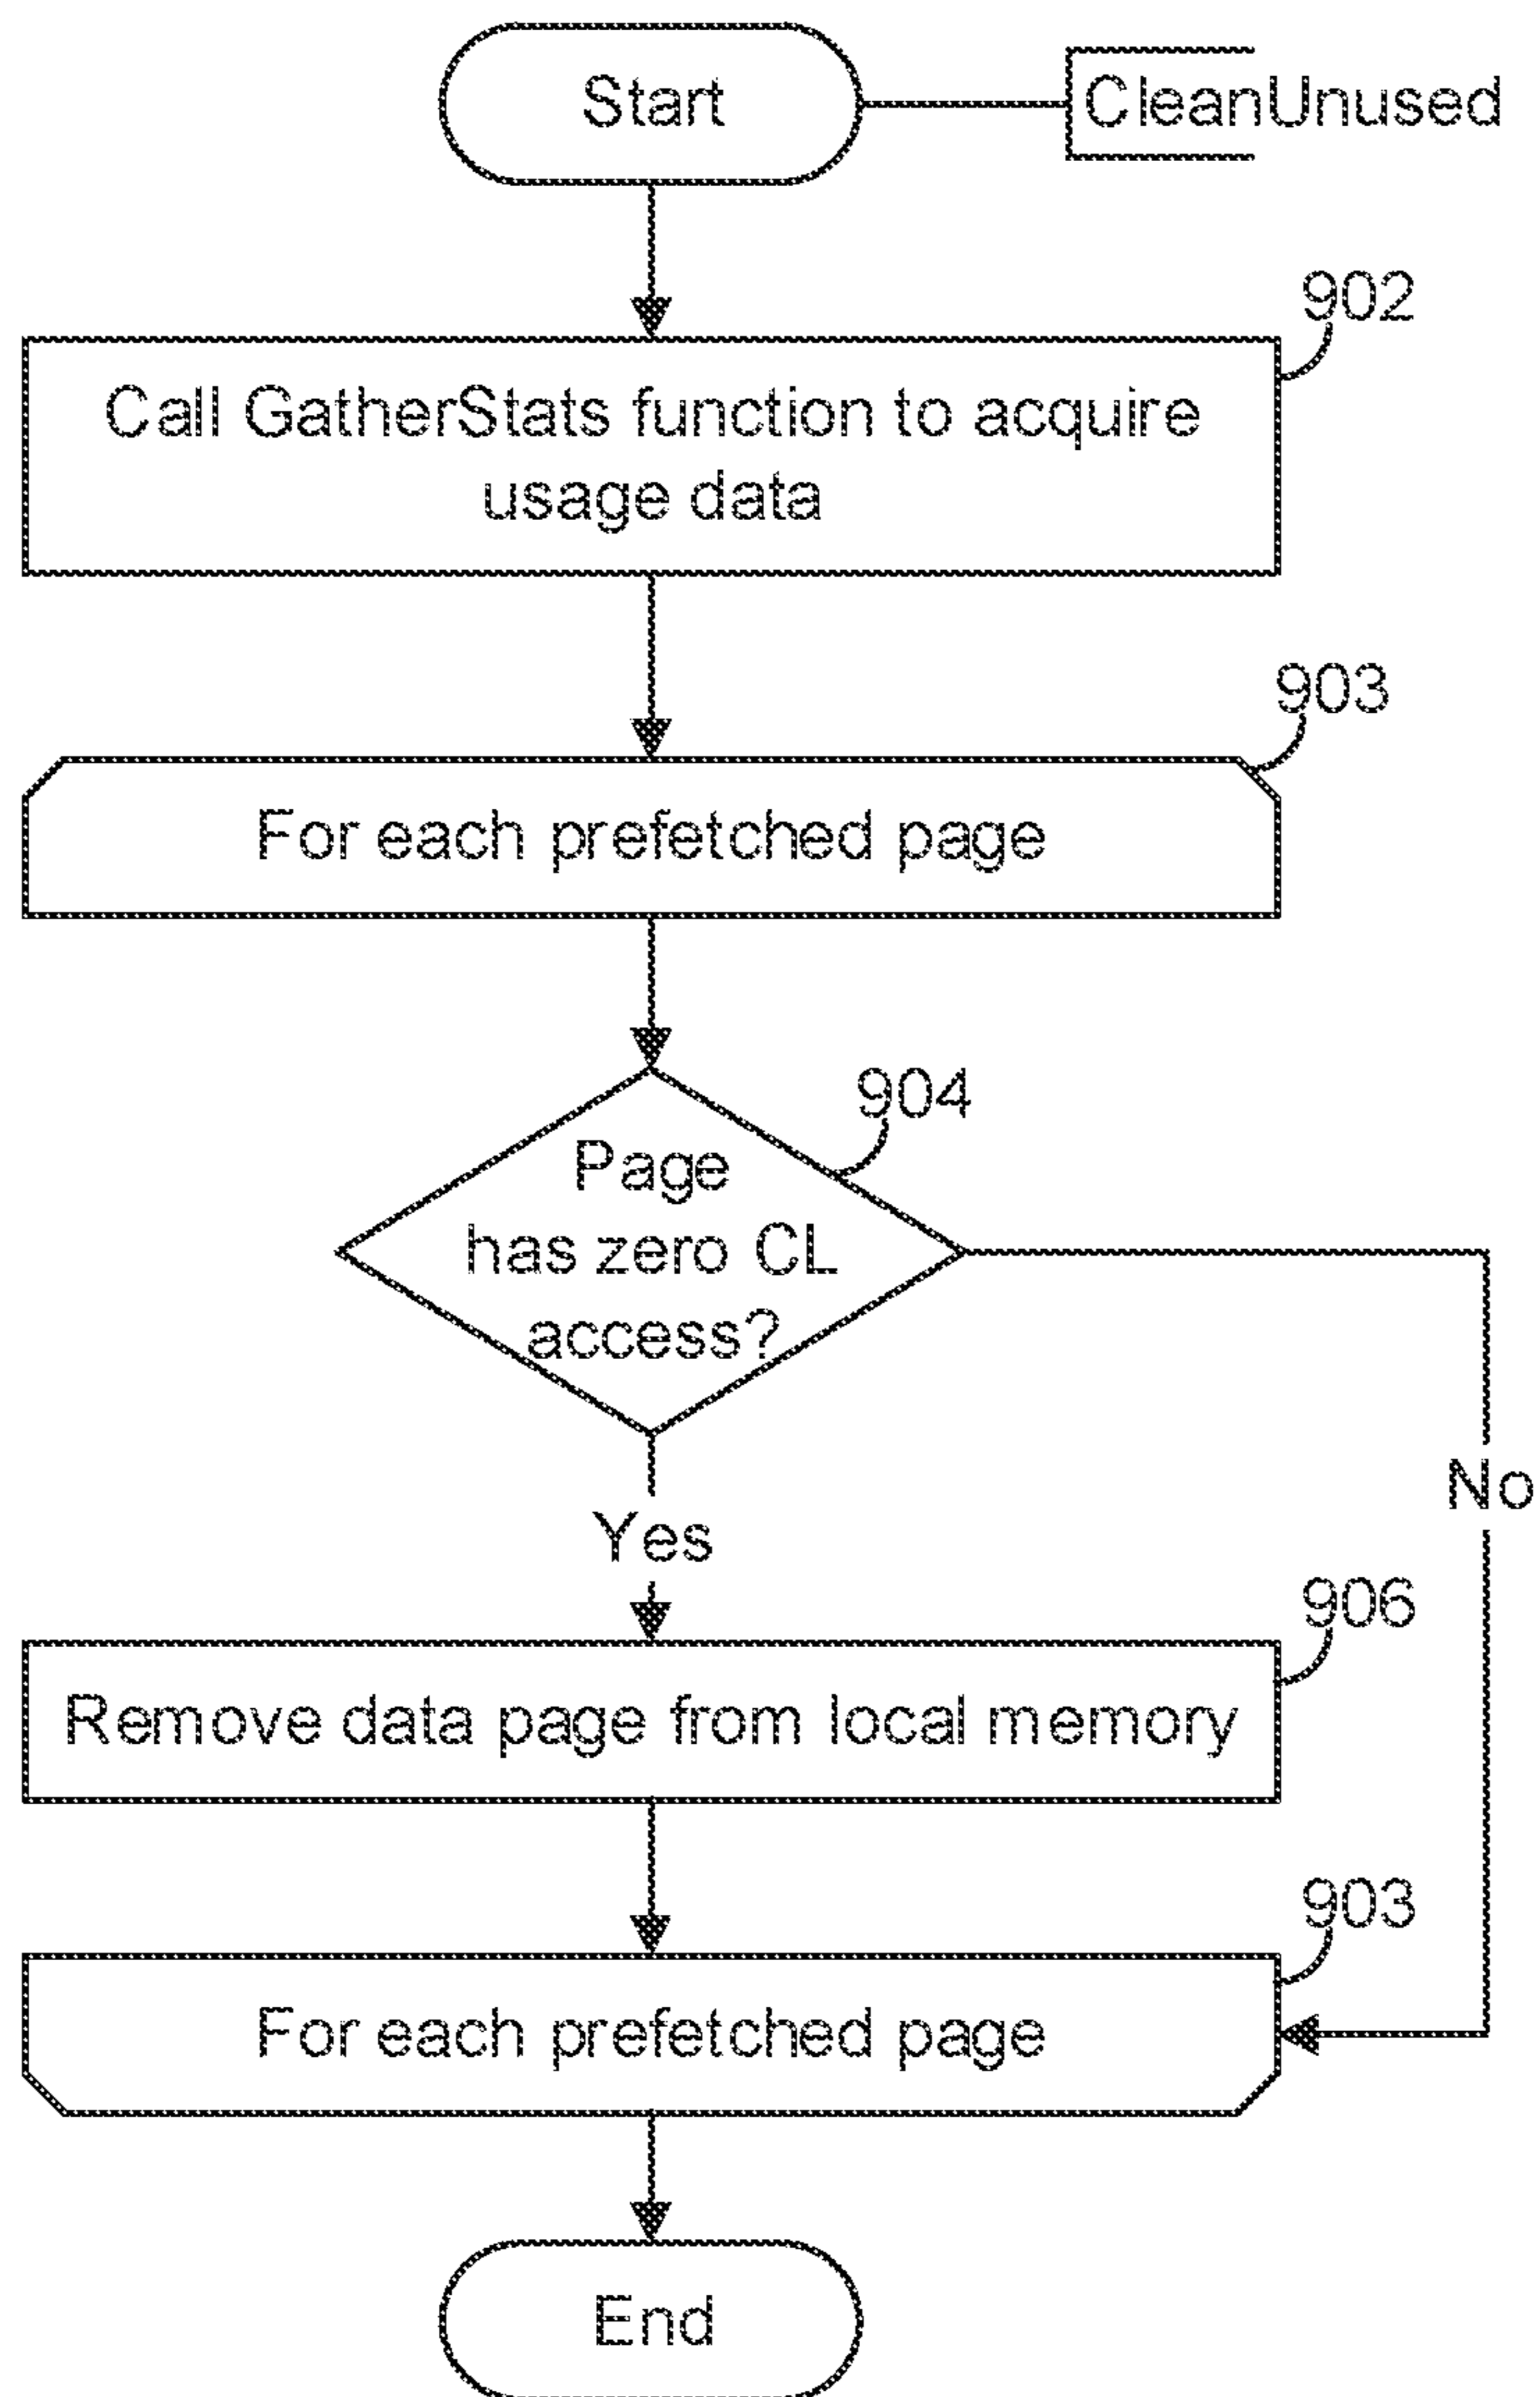 Start
CleanUnused
902
Call GatherStats function to acquire
usage data
903
For each prefetched page
904
Page
has zero CL
access?
No
Yes
906
Remove data page from local memory
903
For each prefetched page
End